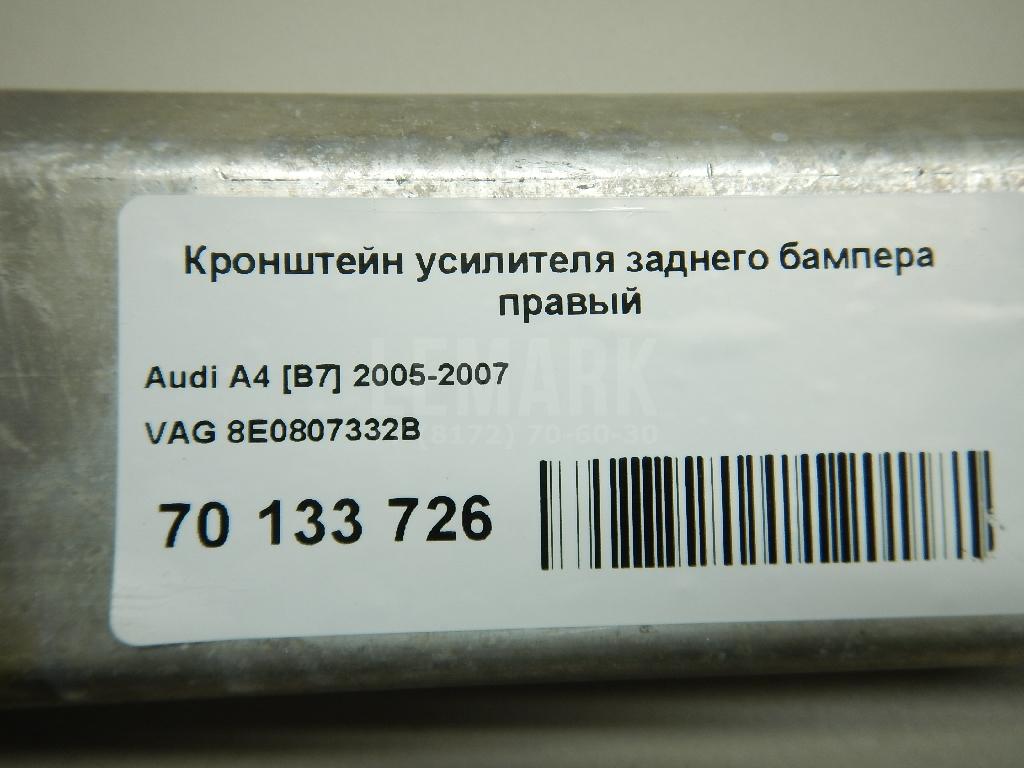 Кронштейн усилителя заднего бампера
правый
LEMARK
Audi A4 [B7] 2005-2007
VAG 8E0807332B
(8172) 70-60-30
70 133 726